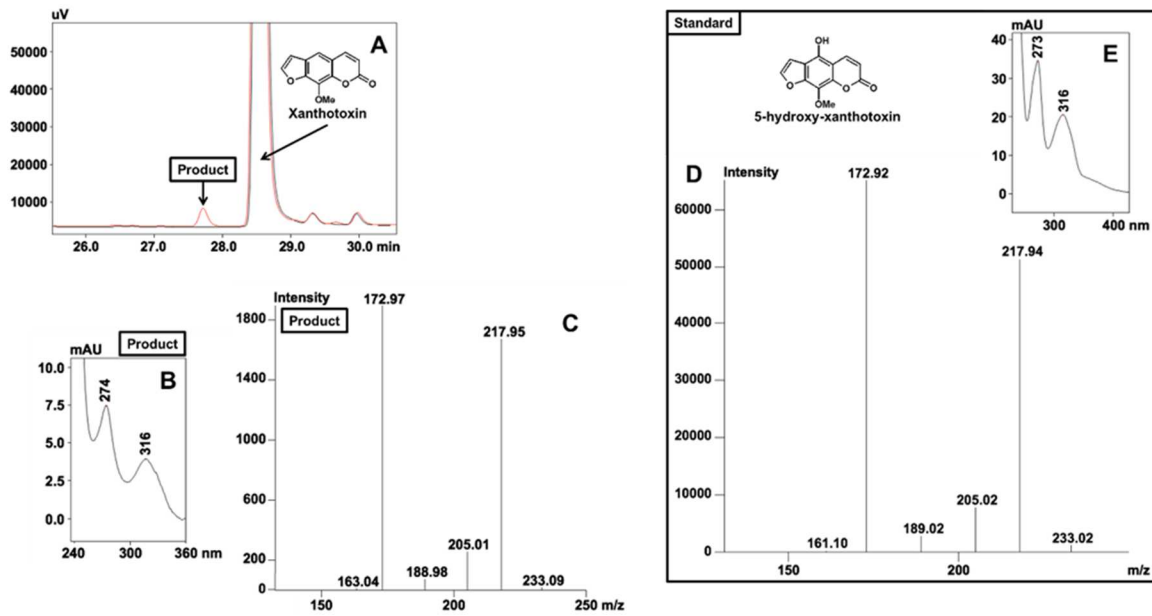 uV
50000
40000
30000
20000
10000
26.0 27.0 28.0 29.0 30.0 min
A
O O O
OMe
Xanthotoxin
Product
Product
mAU
B
10.0
7.5
5.0
2.5
0.0
274
316
240 300 360 nm
Intensity
Product
C
1800
1400
1000
600
200
0
172.97
217.95
205.01
188.98
163.04
233.09
150 200 250 m/z
Standard
OH
O O O
OMe
5-hydroxy-xanthotoxin
mAU
E
40
30
20
10
0
273
316
300 400 nm
D
Intensity
60000
50000
40000
30000
20000
10000
0
172.92
217.94
205.02
189.02
161.10
233.02
150 200 m/z